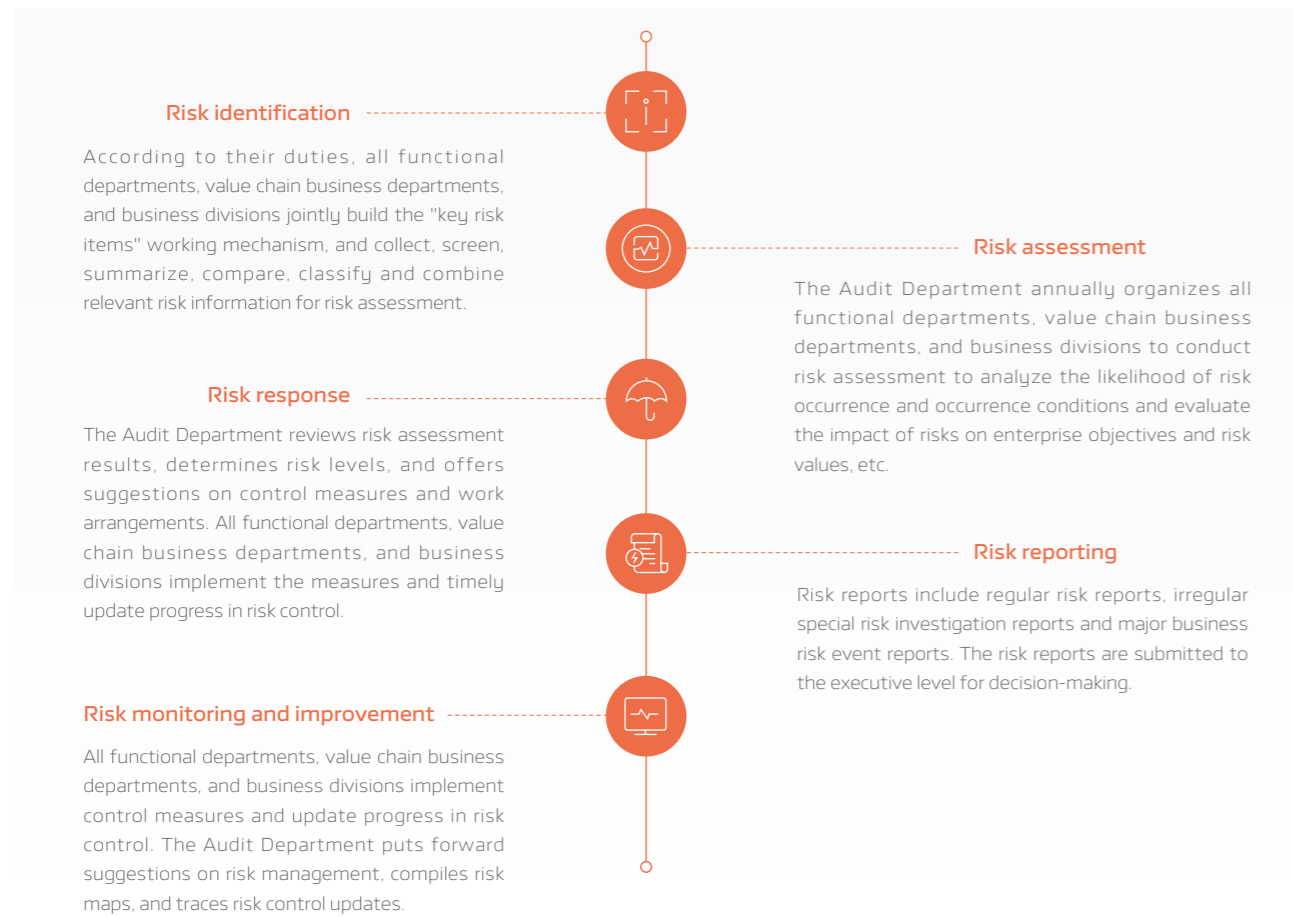 Risk identification
According to their duties, all functional
departments, value chain business departments,
and business divisions jointly build the "key risk
items" working mechanism, and collect, screen,
summarize, compare, classify and combine
relevant risk information for risk assessment.
Risk assessment
The Audit Department annually organizes all
functional departments, value chain business
departments, and business divisions to conduct
risk assessment to analyze the likelihood of risk
occurrence and occurrence conditions and evaluate
the impact of risks on enterprise objectives and risk
values, etc.
Risk response
The Audit Department reviews risk assessment
results, determines risk levels, and offers
suggestions on control measures and work
arrangements. All functional departments, value
chain business departments, and business
divisions implement the measures and timely
update progress in risk control.
Risk reporting
Risk reports include regular risk reports, irregular
special risk investigation reports and major business
risk event reports. The risk reports are submitted to
the executive level for decision-making.
Risk monitoring and improvement
All functional departments, value chain business
departments, and business divisions implement
control measures and update progress in risk
control. The Audit Department puts forward
suggestions on risk management, compiles risk
maps, and traces risk control updates.